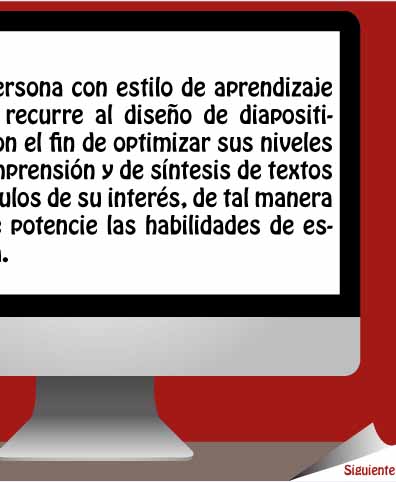 ersona con estilo de aprendizaje
recurre al diseño de diapositi-
on el fin de optimizar sus niveles
mprensión y de síntesis de textos
ulos de su interés, de tal manera
e potencie las habilidades de es-
a.
Siguiente